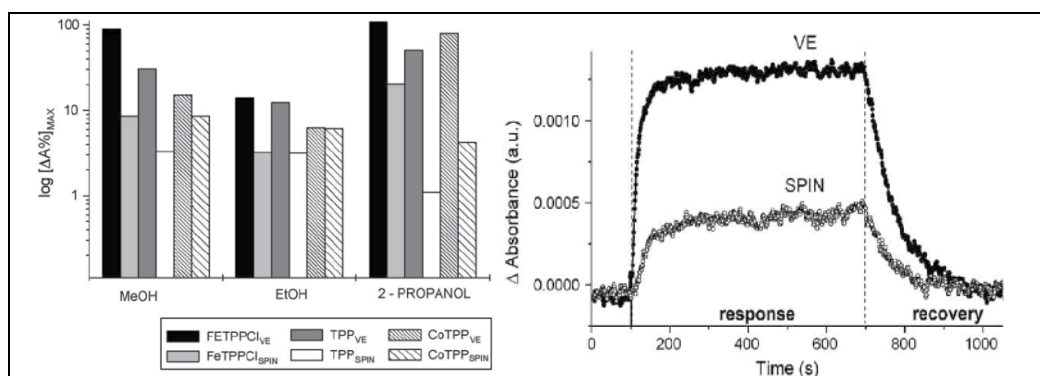 100
10
1
log [ΔA%]MAX
MeOH
EtOH
2 - PROPANOL
FETPPClVE
TPPVE
CoTPPVE
FeTPPClSPIN
TPPSPIN
CoTPPSPIN
VE
SPIN
0.0010
0.0005
0.0000
Δ Absorbance (a.u.)
response
recovery
0
200
400
600
800
1000
Time (s)